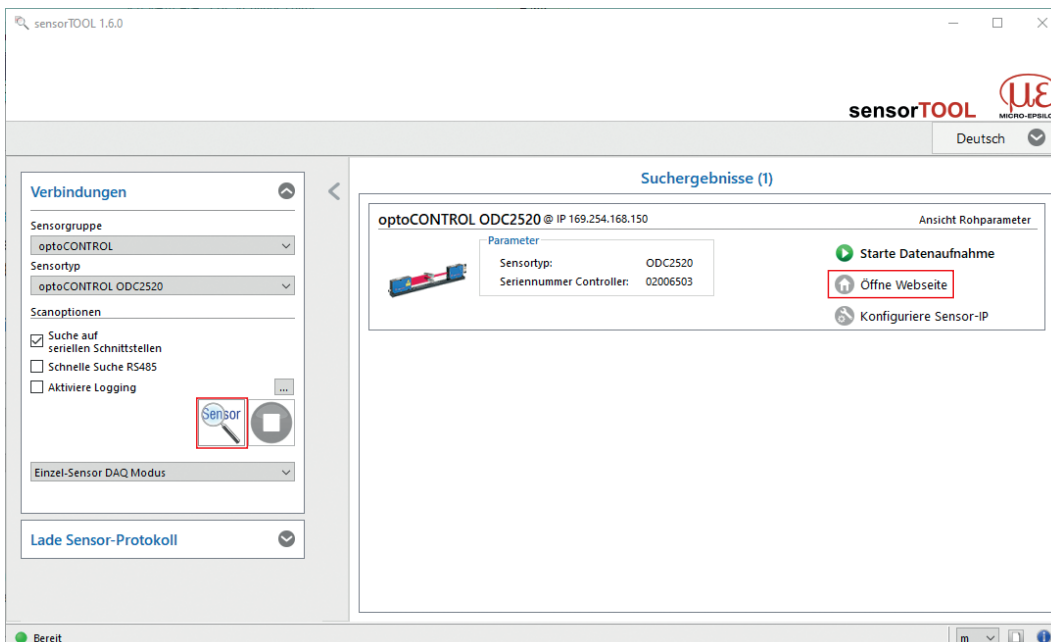 sensorTOOL 1.6.0
sensorTOOL
με
MICRO-EPSILO
Deutsch
Verbindungen
Sensorgruppe
optoCONTROL
Sensortyp
optoCONTROL ODC2520
Scanoptionen
Suche auf
seriellen Schnittstellen
Schnelle Suche RS485
Aktiviere Logging
...
Sensor
Einzel-Sensor DAQ Modus
Lade Sensor-Protokoll
Suchergebnisse (1)
optoCONTROL ODC2520 @ IP 169.254.168.150
Ansicht Rohparameter
Parameter
Sensortyp: ODC2520
Seriennummer Controller: 02006503
Starte Datenaufnahme
Öffne Webseite
Konfiguriere Sensor-IP
Bereit
m